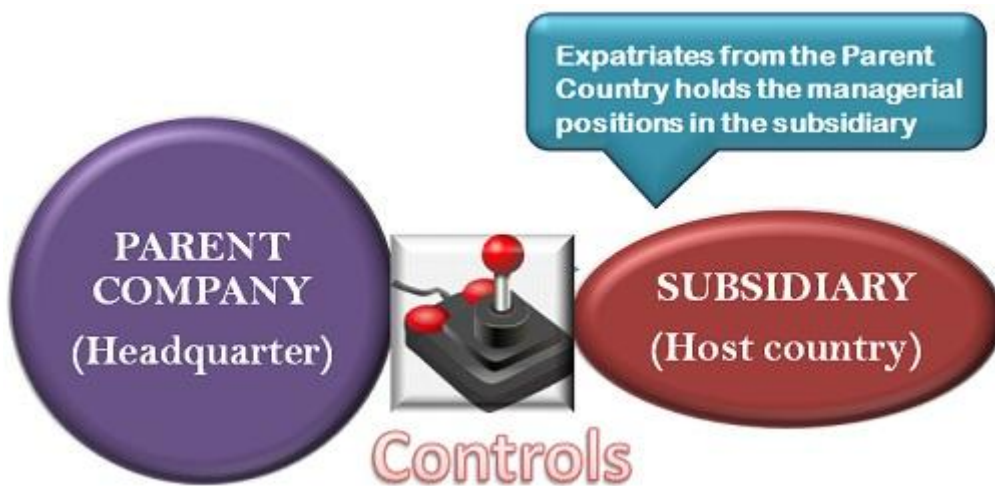 Expatriates from the Parent
Country holds the managerial
positions in the subsidiary
PARENT
COMPANY
(Headquarter)
SUBSIDIARY
(Host country)
Controls